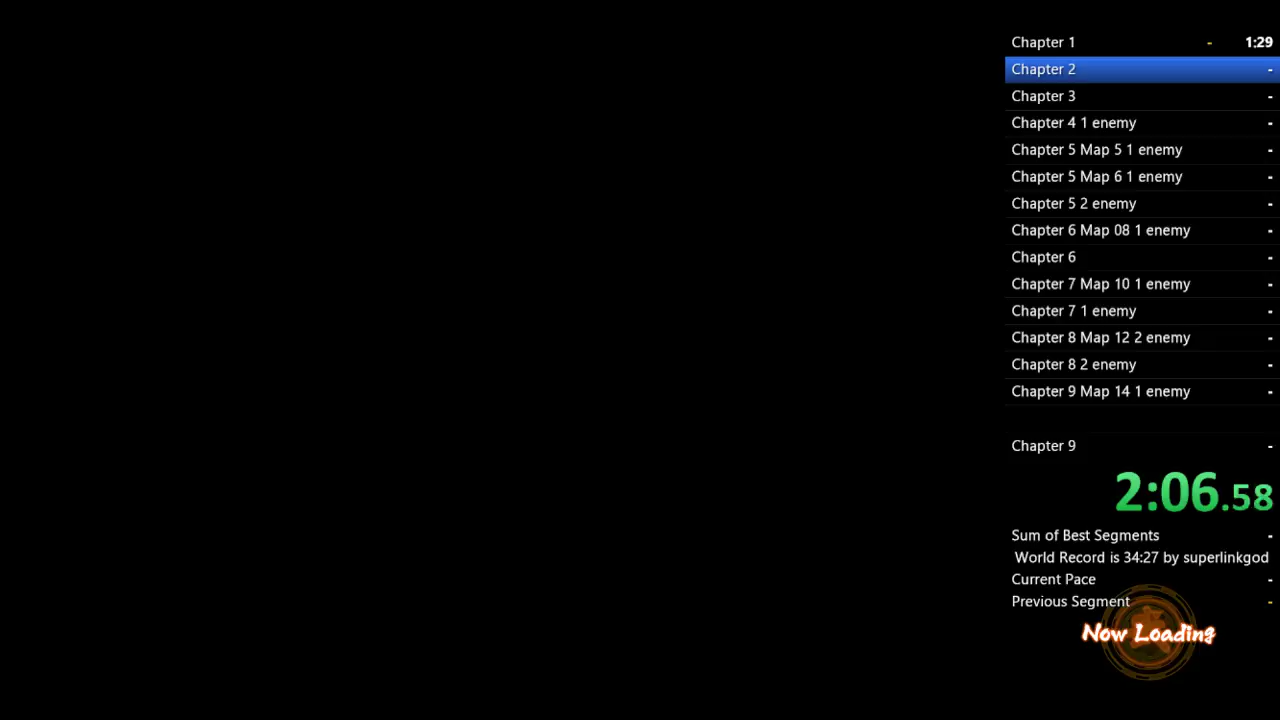 Chapter 1 - 1:29
Chapter 2 -
Chapter 3 -
Chapter 4 1 enemy -
Chapter 5 Map 5 1 enemy -
Chapter 5 Map 6 1 enemy -
Chapter 5 2 enemy -
Chapter 6 Map 08 1 enemy -
Chapter 6 -
Chapter 7 Map 10 1 enemy -
Chapter 7 1 enemy -
Chapter 8 Map 12 2 enemy -
Chapter 8 2 enemy -
Chapter 9 Map 14 1 enemy -
Chapter 9 -
2:06.58
Sum of Best Segments -
World Record is 34:27 by superlinkgod
Current Pace -
Previous Segment -
Now Loading